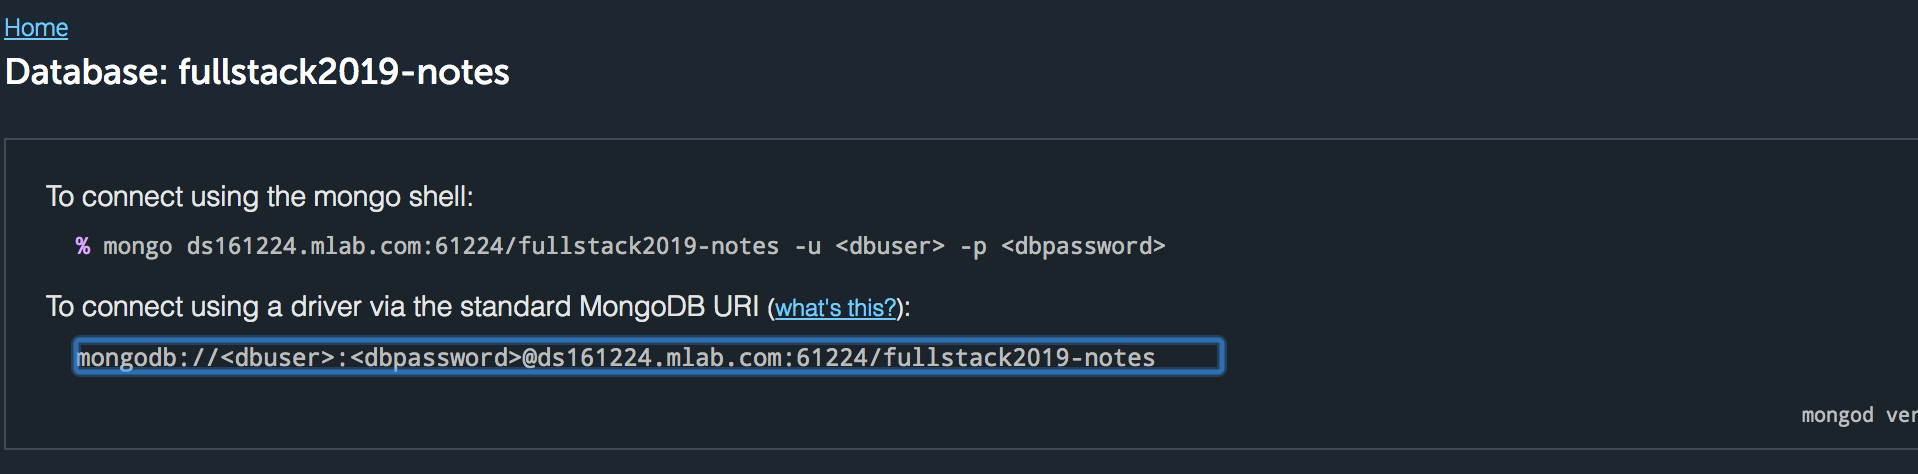 Home
Database: fullstack2019-notes
To connect using the mongo shell:
% mongo ds161224.mlab.com:61224/fullstack2019-notes -u <dbuser> -p <dbpassword>
To connect using a driver via the standard MongoDB URI (what's this?):
mongodb://<dbuser>:<dbpassword>@ds161224.mlab.com:61224/fullstack2019-notes
mongod ver